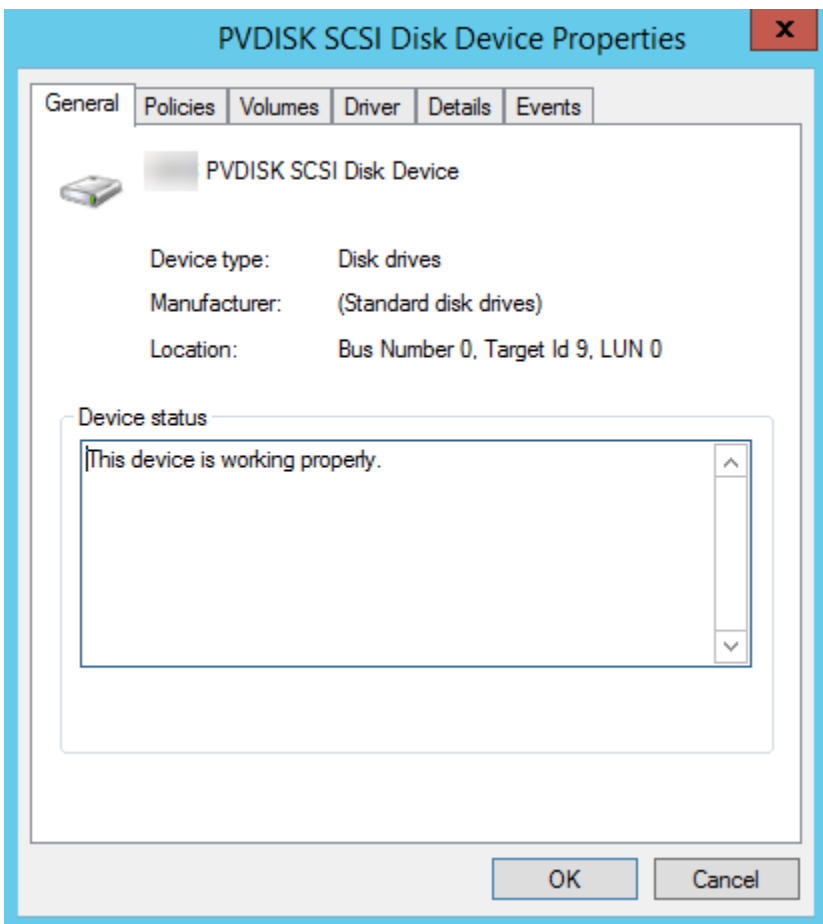 PVDISK SCSI Disk Device Properties
x
General Policies Volumes Driver Details Events
PVDISK SCSI Disk Device
Device type: Disk drives
Manufacturer: (Standard disk drives)
Location: Bus Number 0, Target Id 9, LUN 0
Device status
This device is working properly.
OK Cancel